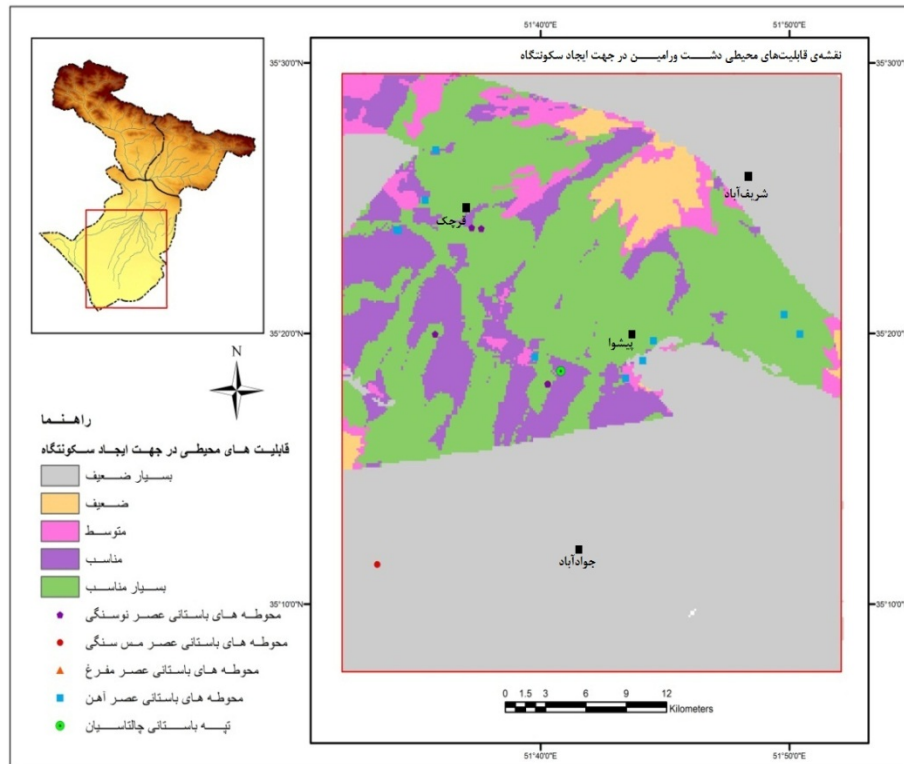 51°40'0"E
51°50'0"E
نقشه‌ی قابلیت‌های محیطی دشت ورامین در جهت ایجاد سکونتگاه
35°30'0"N
35°30'0"N
شریف‌آباد
قرچک
35°20'0"N
35°20'0"N
پیشوا
N
راهنما
قابلیت های محیطی در جهت ایجاد سکونتگاه
بسیار ضعیف
ضعیف
متوسط
مناسب
بسیار مناسب
محوطه های باستانی عصر نوسنگی
محوطه های باستانی عصر مس سنگی
محوطه های باستانی عصر مفرغ
محوطه های باستانی عصر آهن
تپه باستانی چالتاسیان
جوادآباد
35°10'0"N
35°10'0"N
0 1.5 3 6 9 12
Kilometers
51°40'0"E
51°50'0"E